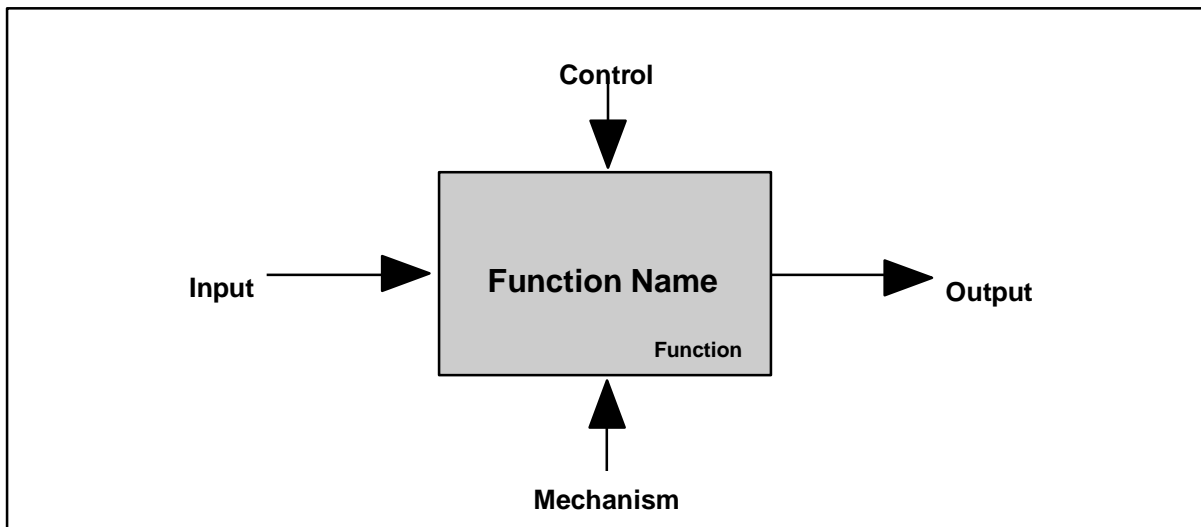 Control
Input
Function Name
Function
Output
Mechanism